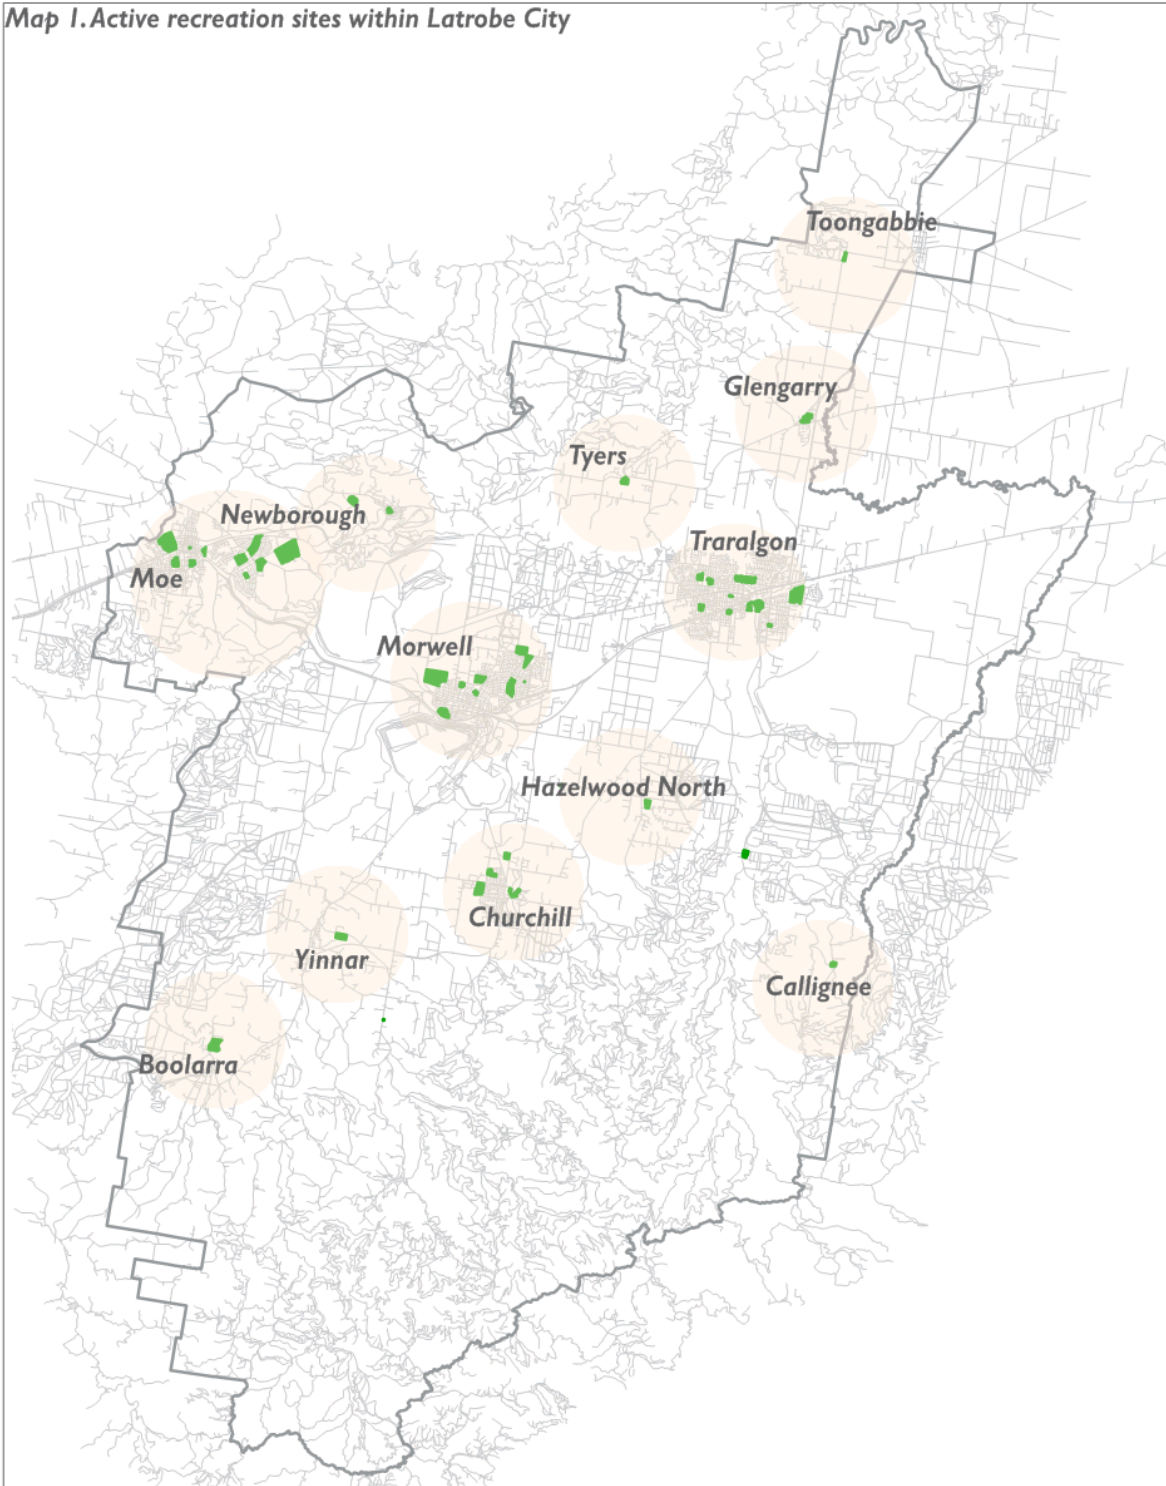 Map 1. Active recreation sites within Latrobe City
Toongabbie
Glengarry
Tyers
Newborough
Traralgon
Moe
Morwell
Hazelwood North
Churchill
Yinnar
Callignee
Boolarra